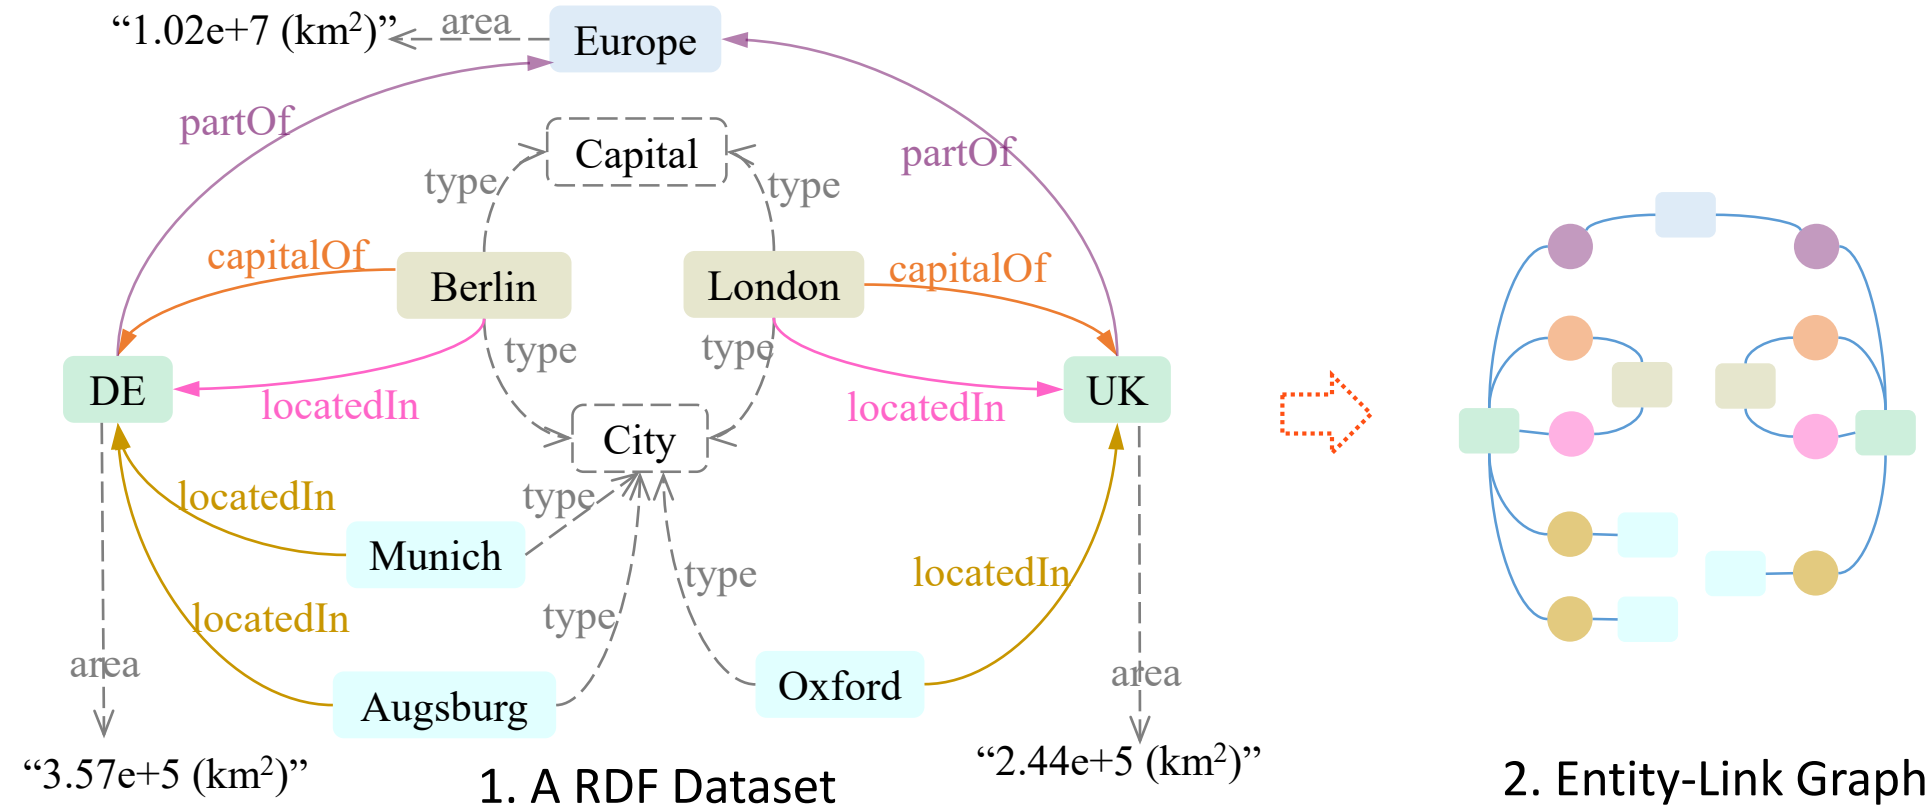 “1.02e+7 (km²)”
area
Europe
partOf
partOf
Capital
type
type
capitalOf
capitalOf
Berlin
London
type
type
DE
UK
locatedIn
locatedIn
City
locatedIn
type
Munich
type
locatedIn
locatedIn
type
area
area
Augsburg
Oxford
“3.57e+5 (km²)”
“2.44e+5 (km²)”
1. A RDF Dataset
2. Entity-Link Graph